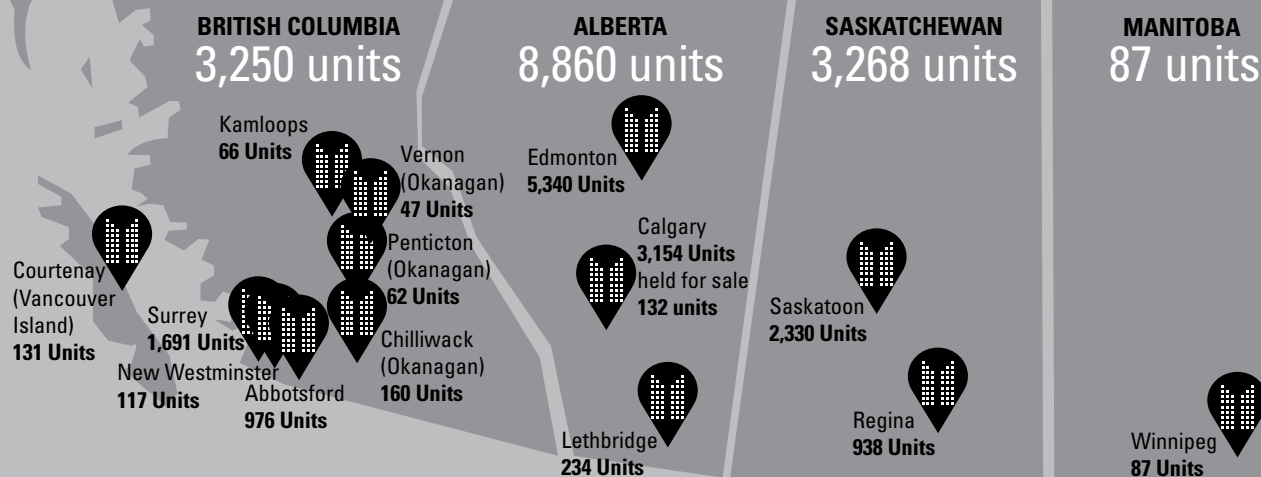 BRITISH COLUMBIA
3,250 units
ALBERTA
8,860 units
SASKATCHEWAN
3,268 units
MANITOBA
87 units
Kamloops
66 Units
Vernon
(Okanagan)
47 Units
Penticton
(Okanagan)
62 Units
Courtenay
(Vancouver
Island)
131 Units
Surrey
1,691 Units
New Westminster
117 Units
Abbotsford
976 Units
Chilliwack
(Okanagan)
160 Units
Edmonton
5,340 Units
Calgary
3,154 Units
held for sale
132 units
Lethbridge
234 Units
Saskatoon
2,330 Units
Regina
938 Units
Winnipeg
87 Units